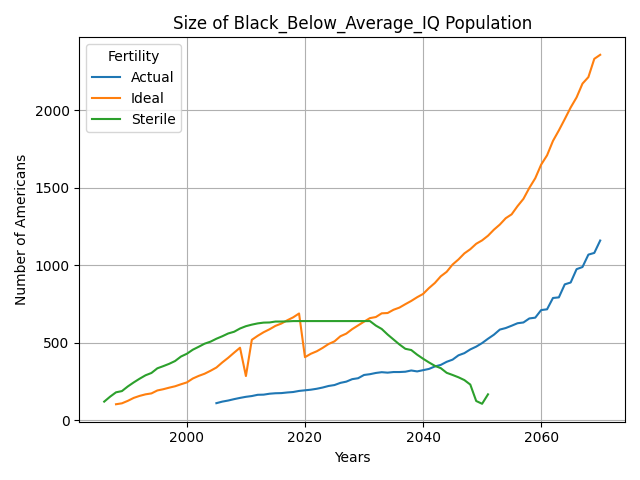 Size of Black_Below_Average_IQ Population
Fertility
Actual
Ideal
Sterile
Number of Americans
2000
1500
1000
500
0
2000 2020 2040 2060
Years